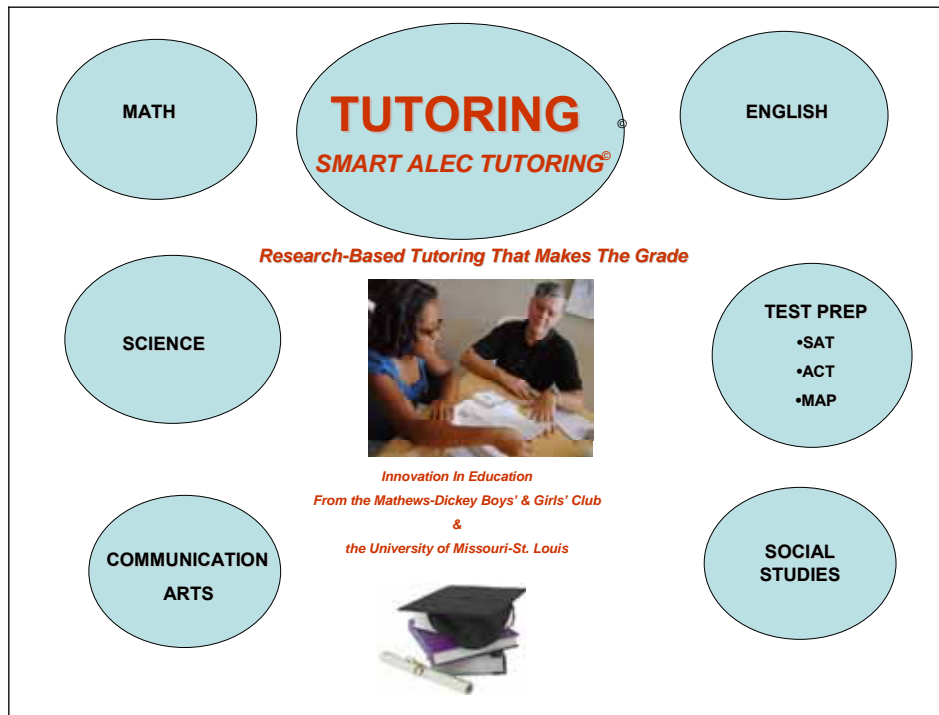 MATH
TUTORING ©
SMART ALEC TUTORING©
ENGLISH
Research-Based Tutoring That Makes The Grade
SCIENCE
TEST PREP
•SAT
•ACT
•MAP
Innovation In Education
From the Mathews-Dickey Boys' & Girls' Club
&
the University of Missouri-St. Louis
COMMUNICATION
ARTS
SOCIAL
STUDIES